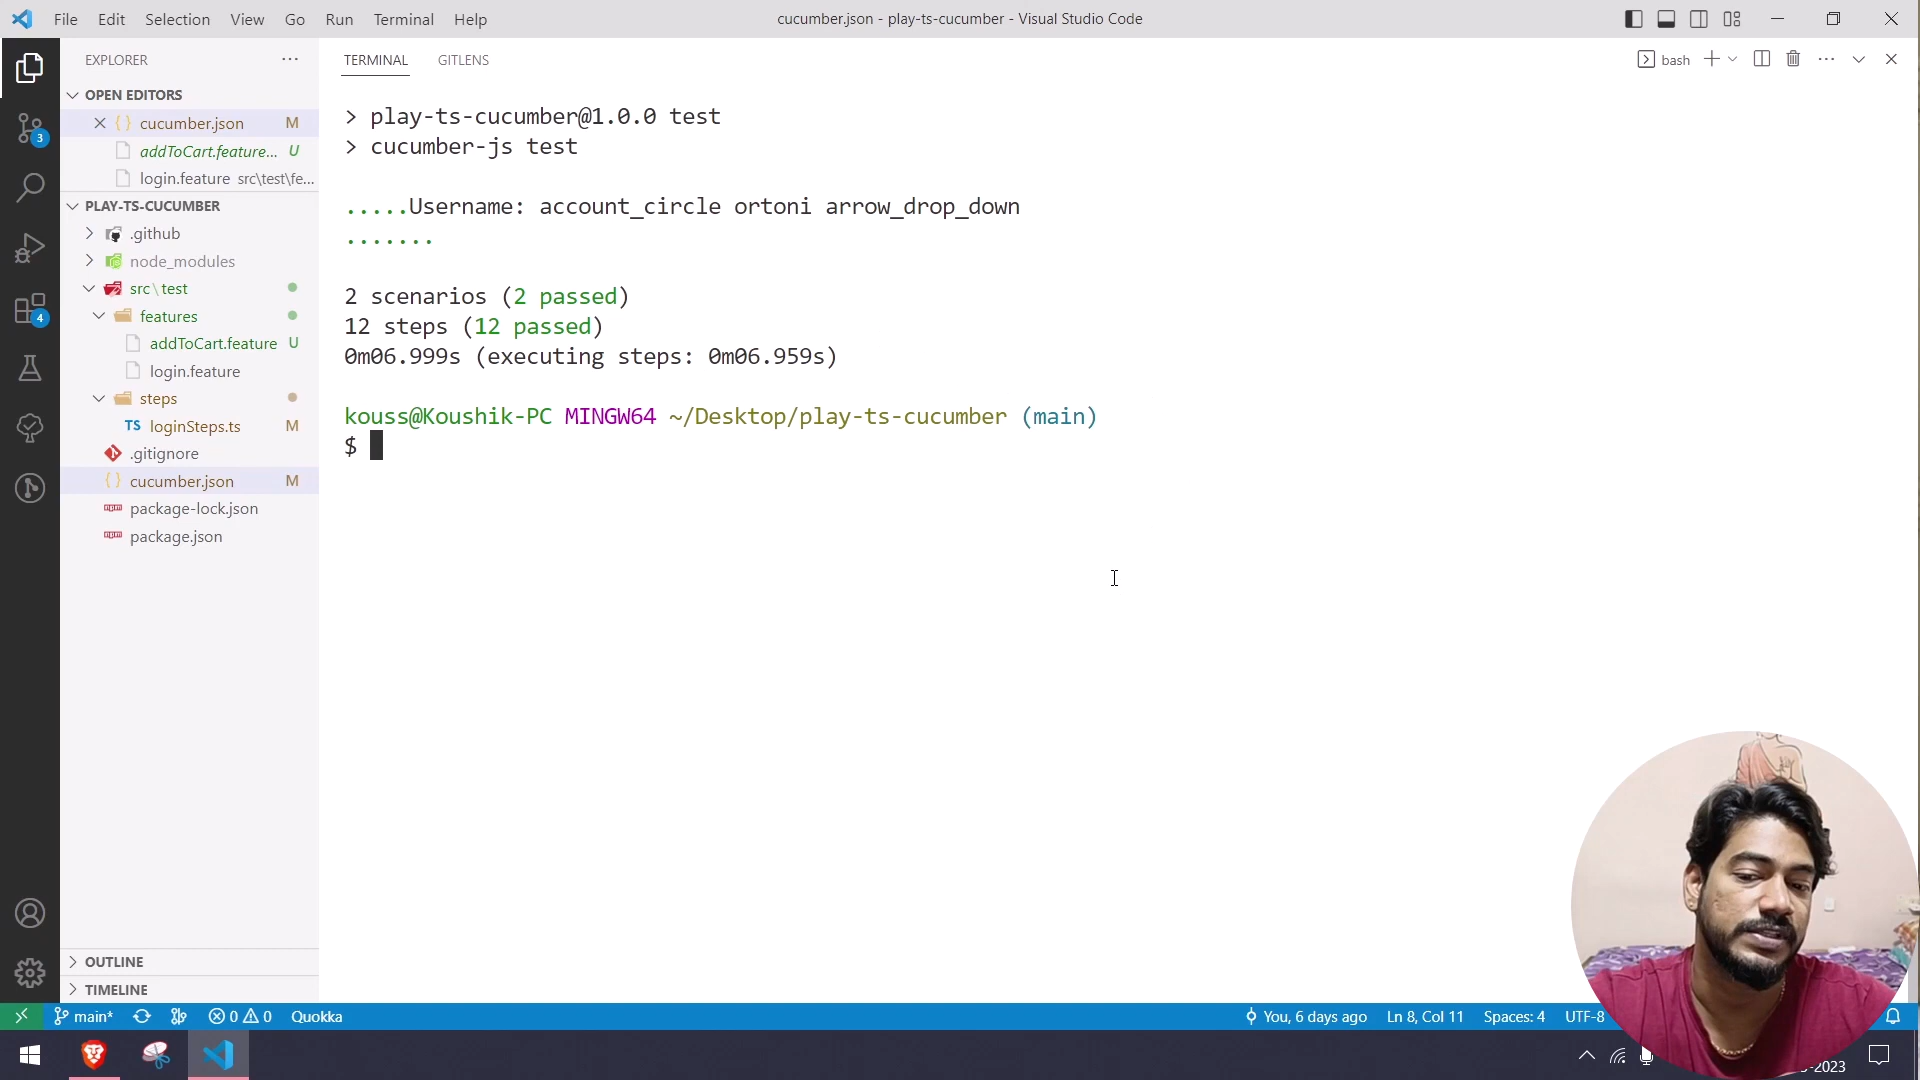 File Edit Selection View Go Run Terminal Help
cucumber.json - play-ts-cucumber - Visual Studio Code
EXPLORER
OPEN EDITORS
cucumber.json M
addToCart.feature... U
login.feature src\test\fe...
PLAY-TS-CUCUMBER
.github
node_modules
src\test
features
addToCart.feature U
login.feature
steps
TS loginSteps.ts M
.gitignore
cucumber.json M
package-lock.json
package.json
OUTLINE
TIMELINE
3
4
TERMINAL GITLENS
bash
> play-ts-cucumber@1.0.0 test
> cucumber-js test
.....Username: account_circle ortoni arrow_drop_down
.......
2 scenarios (2 passed)
12 steps (12 passed)
0m06.999s (executing steps: 0m06.959s)
kouss@Koushik-PC MINGW64 ~/Desktop/play-ts-cucumber (main)
$
main* 0 0 Quokka
You, 6 days ago Ln 8, Col 11 Spaces: 4 UTF-8
-2023